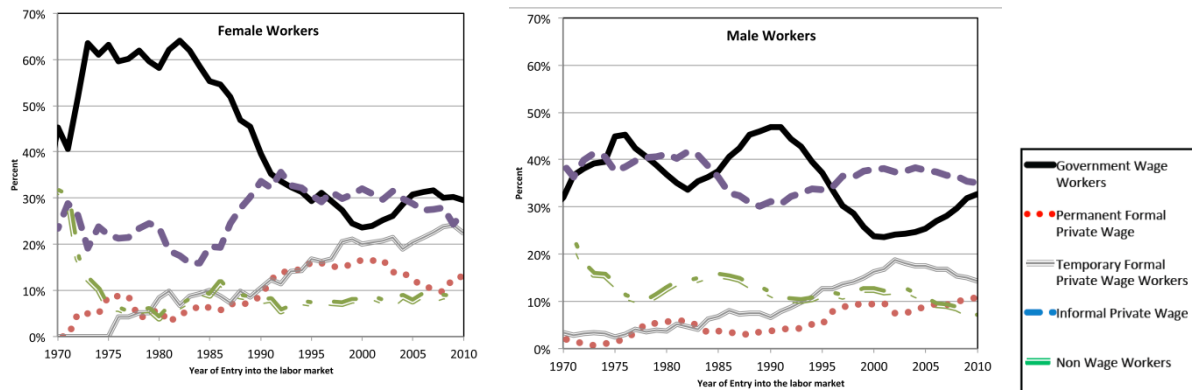 Female Workers
70%
60%
50%
40%
30%
20%
10%
0%
Percent
1970 1975 1980 1985 1990 1995 2000 2005 2010
Year of Entry into the labor market
Male Workers
70%
60%
50%
40%
30%
20%
10%
0%
Percent
1970 1975 1980 1985 1990 1995 2000 2005 2010
Year of Entry into the labor market
Government Wage
Workers
Permanent Formal
Private Wage
Temporary Formal
Private Wage Workers
Informal Private Wage
Non Wage Workers